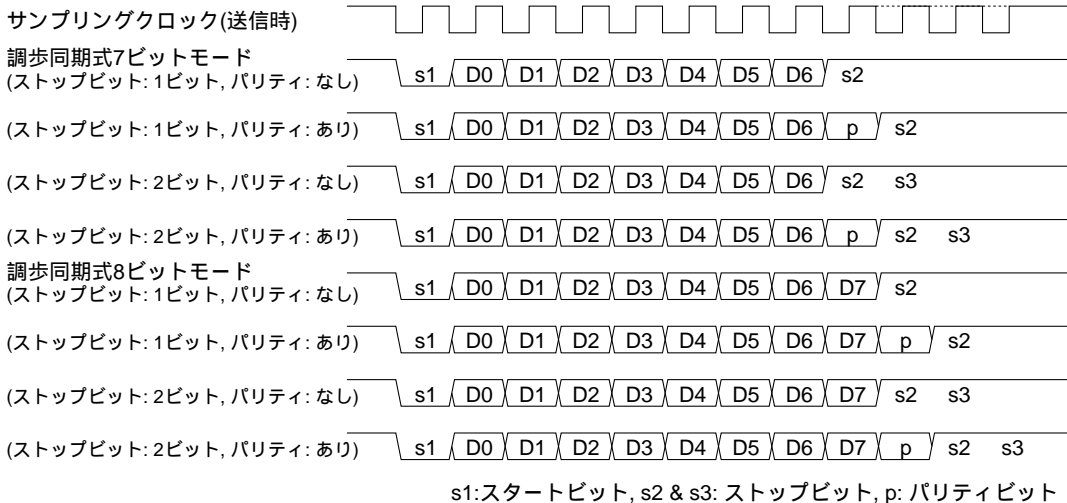 サンプリングクロック(送信時)
調歩同期式7ビットモード
(ストップビット: 1ビット, パリティ: なし) s1 D0 D1 D2 D3 D4 D5 D6 s2
(ストップビット: 1ビット, パリティ: あり) s1 D0 D1 D2 D3 D4 D5 D6 p s2
(ストップビット: 2ビット, パリティ: なし) s1 D0 D1 D2 D3 D4 D5 D6 s2 s3
(ストップビット: 2ビット, パリティ: あり) s1 D0 D1 D2 D3 D4 D5 D6 p s2 s3
調歩同期式8ビットモード
(ストップビット: 1ビット, パリティ: なし) s1 D0 D1 D2 D3 D4 D5 D6 D7 s2
(ストップビット: 1ビット, パリティ: あり) s1 D0 D1 D2 D3 D4 D5 D6 D7 p s2
(ストップビット: 2ビット, パリティ: なし) s1 D0 D1 D2 D3 D4 D5 D6 D7 s2 s3
(ストップビット: 2ビット, パリティ: あり) s1 D0 D1 D2 D3 D4 D5 D6 D7 p s2 s3
s1:スタートビット, s2 & s3: ストップビット, p: パリティビット